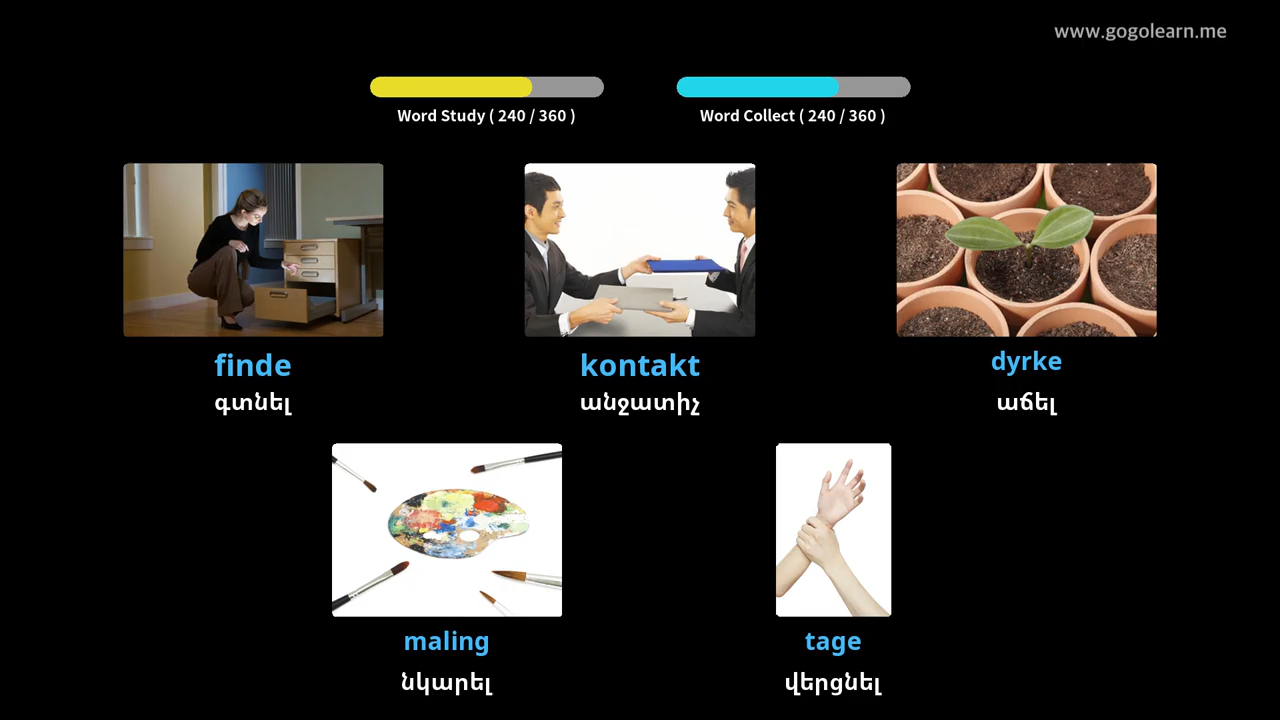 www.gogolearn.me
Word Study ( 240 / 360 )
Word Collect ( 240 / 360 )
finde
գտնել
kontakt
անջատիչ
dyrke
աճել
maling
նկարել
tage
վերցնել